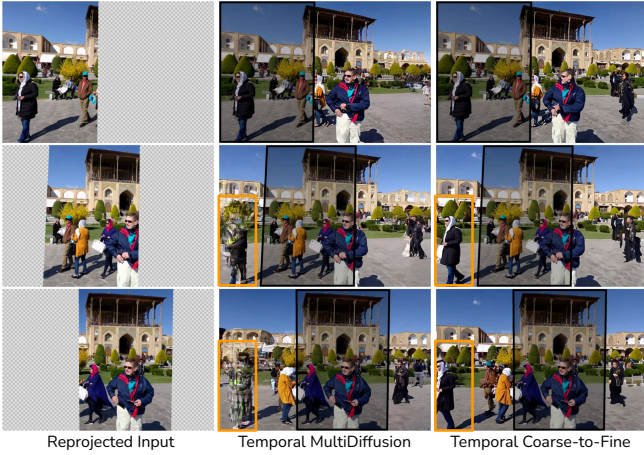 Reprojected Input
Temporal MultiDiffusion
Temporal Coarse-to-Fine